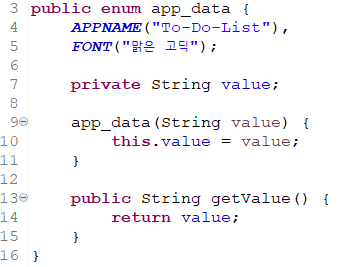 3 public enum app_data {
4     APPNAME("To-Do-List"),
5     FONT("맑은 고딕");
6
7     private String value;
8
9     app_data(String value) {
10         this.value = value;
11     }
12
13     public String getValue() {
14         return value;
15     }
16 }